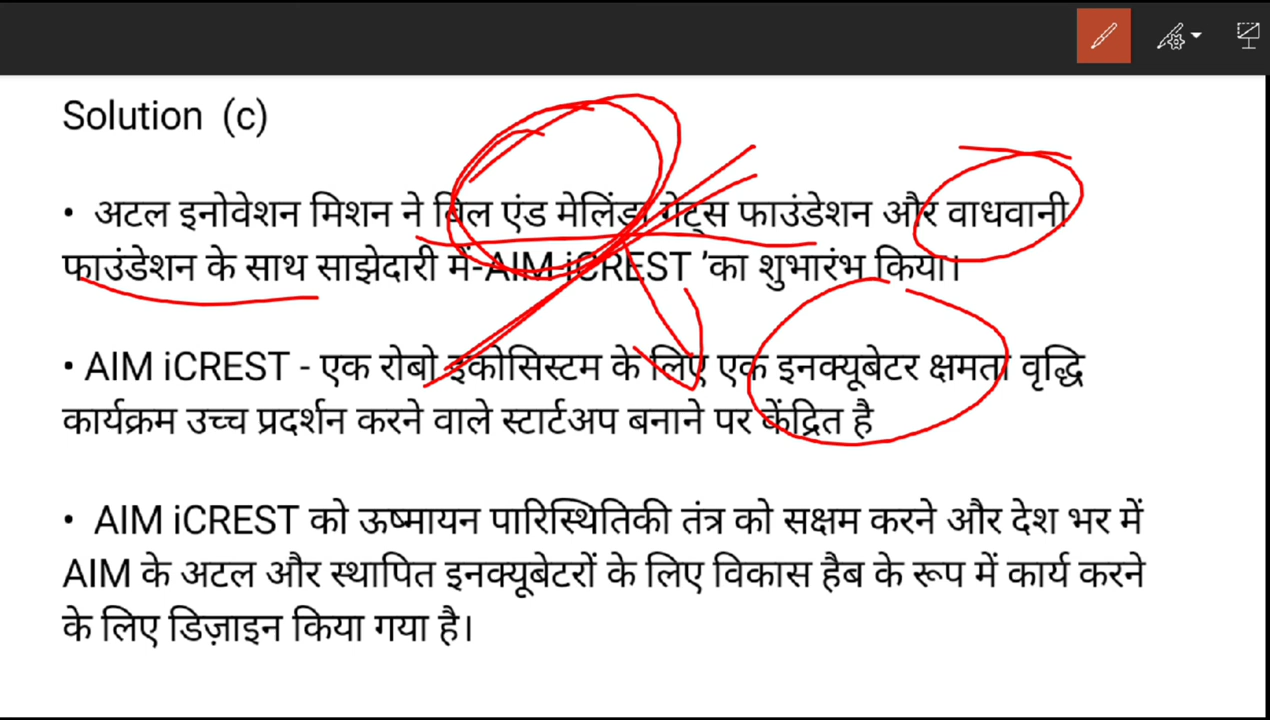 Solution (c)
• अटल इनोवेशन मिशन ने बिल एंड मेलिंडा गेट्स फाउंडेशन और वाधवानी
फाउंडेशन के साथ साझेदारी में-AIM iCREST ’का शुभारंभ किया।
• AIM iCREST - एक रोबो इकोसिस्टम के लिए एक इनक्यूबेटर क्षमता वृद्धि
कार्यक्रम उच्च प्रदर्शन करने वाले स्टार्टअप बनाने पर केंद्रित है
• AIM iCREST को ऊष्मायन पारिस्थितिकी तंत्र को सक्षम करने और देश भर में
AIM के अटल और स्थापित इनक्यूबेटरों के लिए विकास हैब के रूप में कार्य करने
के लिए डिज़ाइन किया गया है।